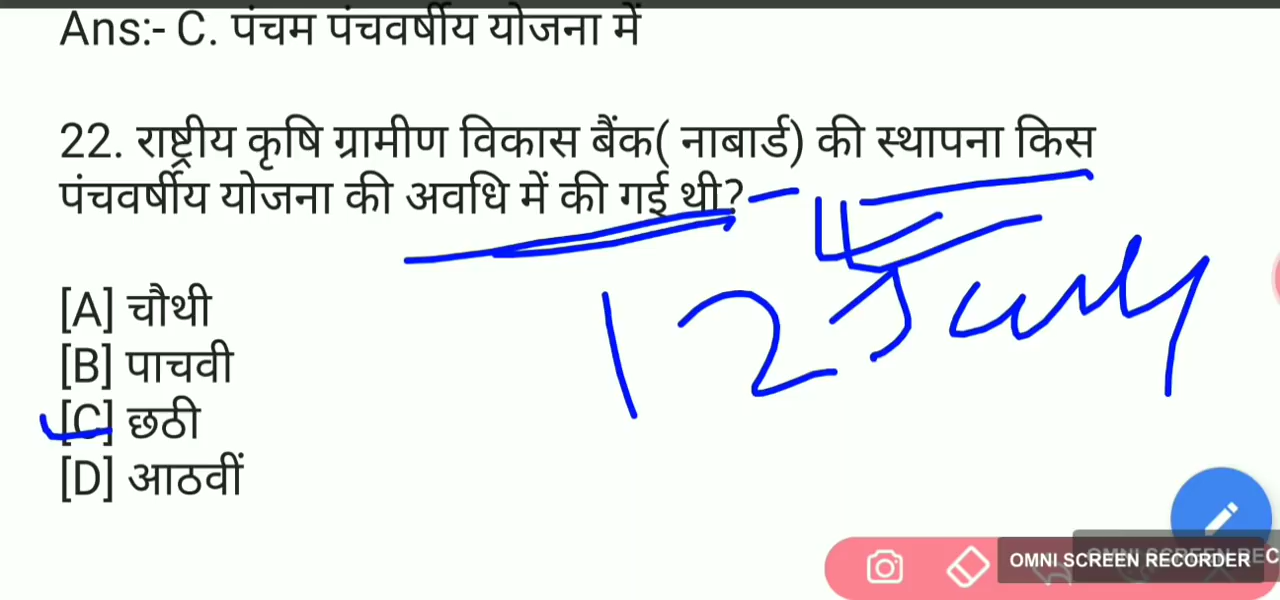 Ans:- C. पंचम पंचवर्षीय योजना में
22. राष्ट्रीय कृषि ग्रामीण विकास बैंक( नाबार्ड) की स्थापना किस
पंचवर्षीय योजना की अवधि में की गई थी?
12 July
[A] चौथी
[B] पाचवी
[C] छठी
[D] आठवीं
OMNI SCREEN RECORDER